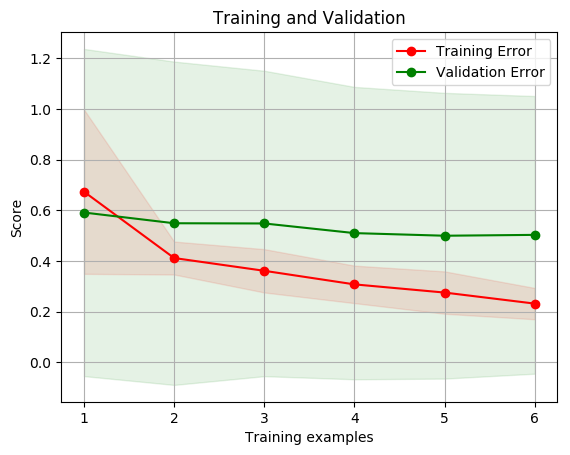 Training and Validation
Training Error
Validation Error
Score
1.2
1.0
0.8
0.6
0.4
0.2
0.0
1 2 3 4 5 6
Training examples